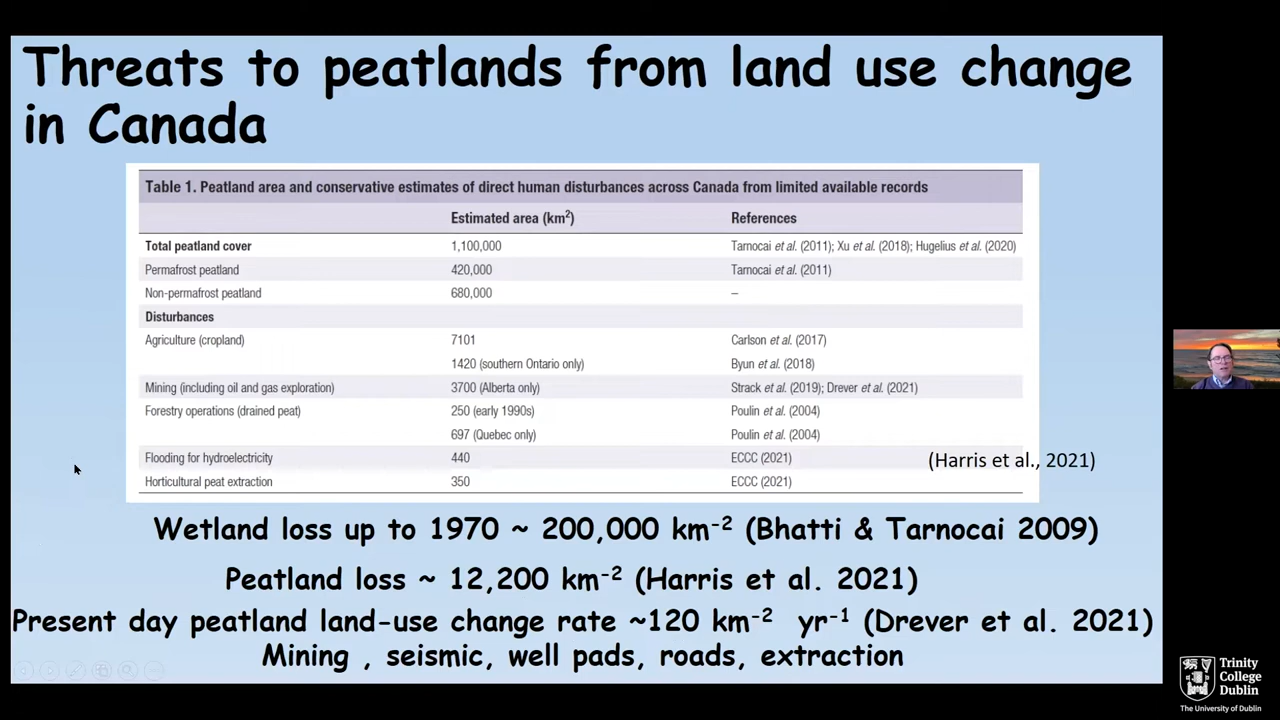 Threats to peatlands from land use change
in Canada
Table 1. Peatland area and conservative estimates of direct human disturbances across Canada from limited available records
Estimated area (km²) References
Total peatland cover 1,100,000 Tarnocai et al. (2011); Xu et al. (2018); Hugelius et al. (2020)
Permafrost peatland 420,000 Tarnocai et al. (2011)
Non-permafrost peatland 680,000 –
Disturbances
Agriculture (cropland) 7101 Carlson et al. (2017)
1420 (southern Ontario only) Byun et al. (2018)
Mining (including oil and gas exploration) 3700 (Alberta only) Strack et al. (2019); Drever et al. (2021)
Forestry operations (drained peat) 250 (early 1990s) Poulin et al. (2004)
697 (Quebec only) Poulin et al. (2004)
Flooding for hydroelectricity 440 ECCC (2021) (Harris et al., 2021)
Horticultural peat extraction 350 ECCC (2021)
Wetland loss up to 1970 ~ 200,000 km⁻² (Bhatti & Tarnocai 2009)
Peatland loss ~ 12,200 km⁻² (Harris et al. 2021)
Present day peatland land-use change rate ~120 km⁻² yr⁻¹ (Drever et al. 2021)
Mining , seismic, well pads, roads, extraction
Trinity
College
Dublin
The University of Dublin